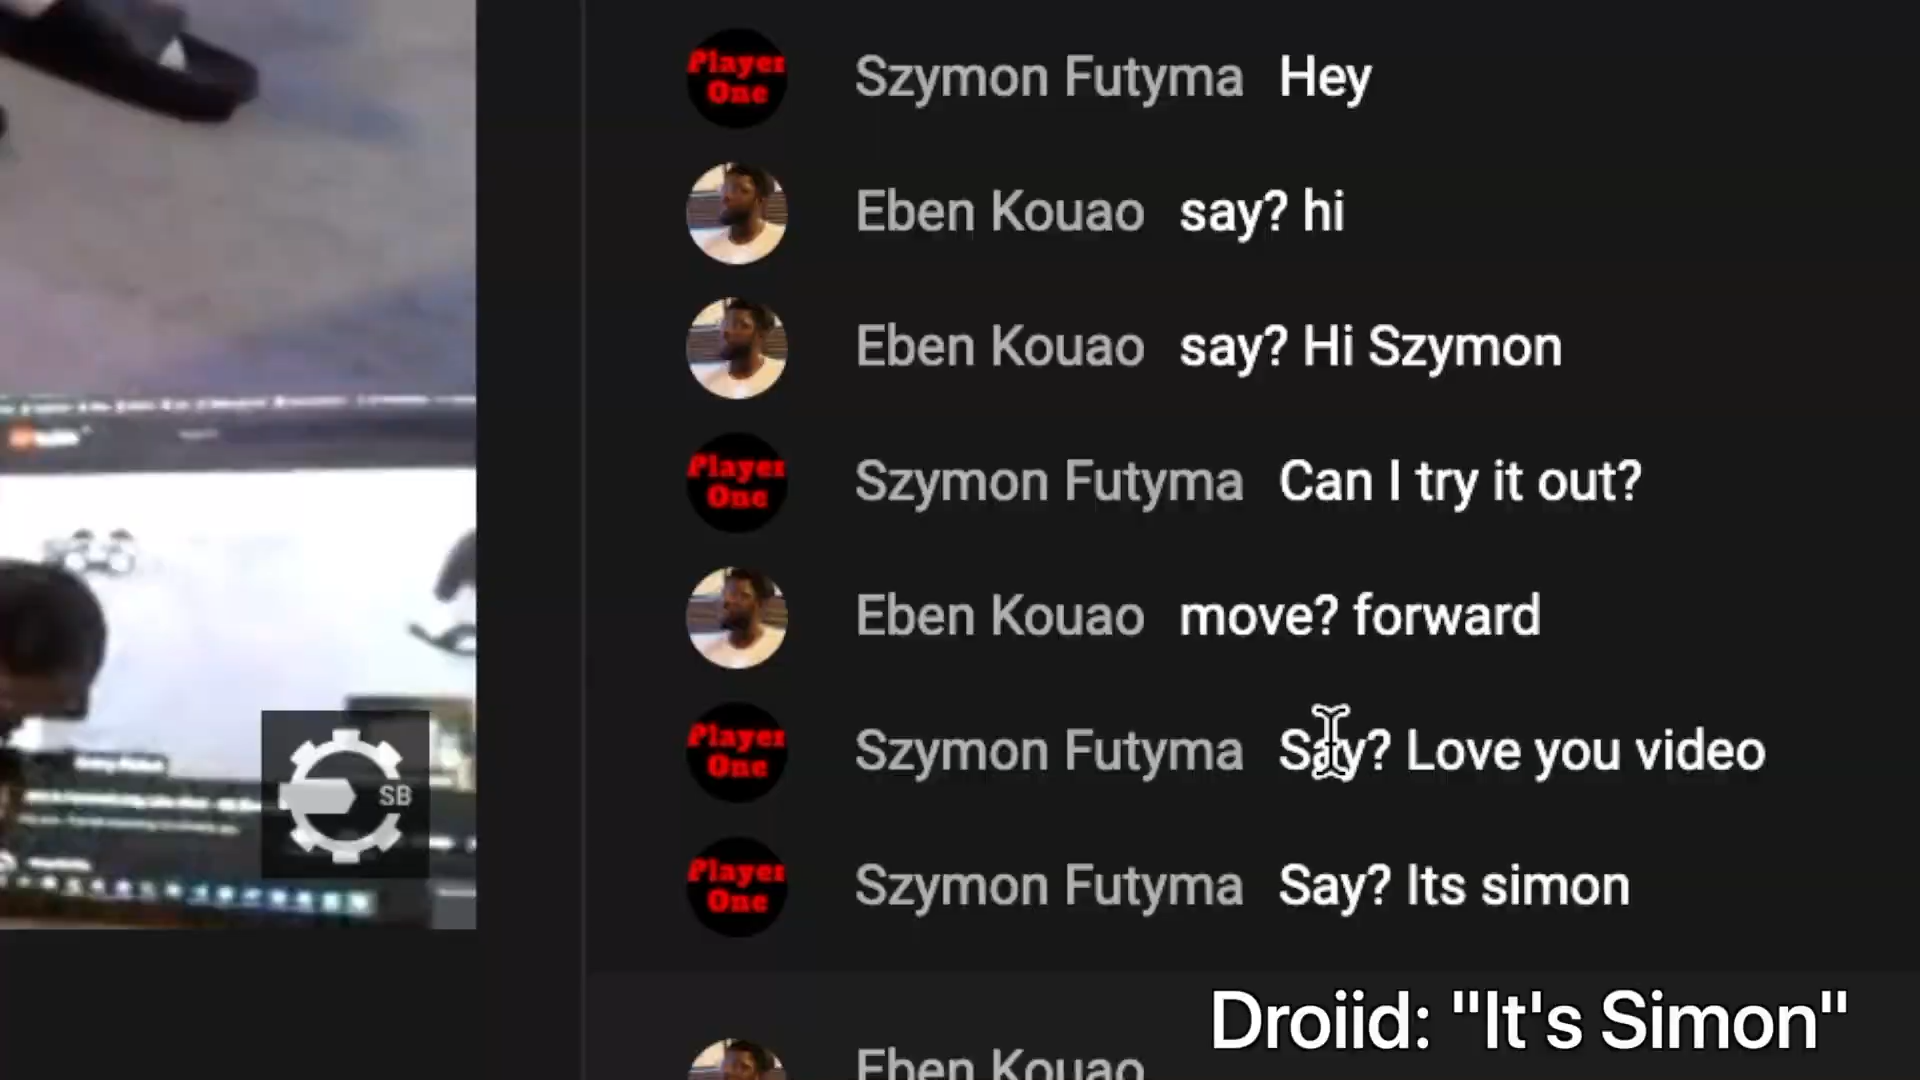 Player
One
Szymon Futyma Hey
Eben Kouao say? hi
Eben Kouao say? Hi Szymon
Player
One
Szymon Futyma Can I try it out?
Eben Kouao move? forward
Player
One
Szymon Futyma Say? Love you video
Player
One
Szymon Futyma Say? Its simon
SB
Droiid: "It's Simon"
Eben Kouao